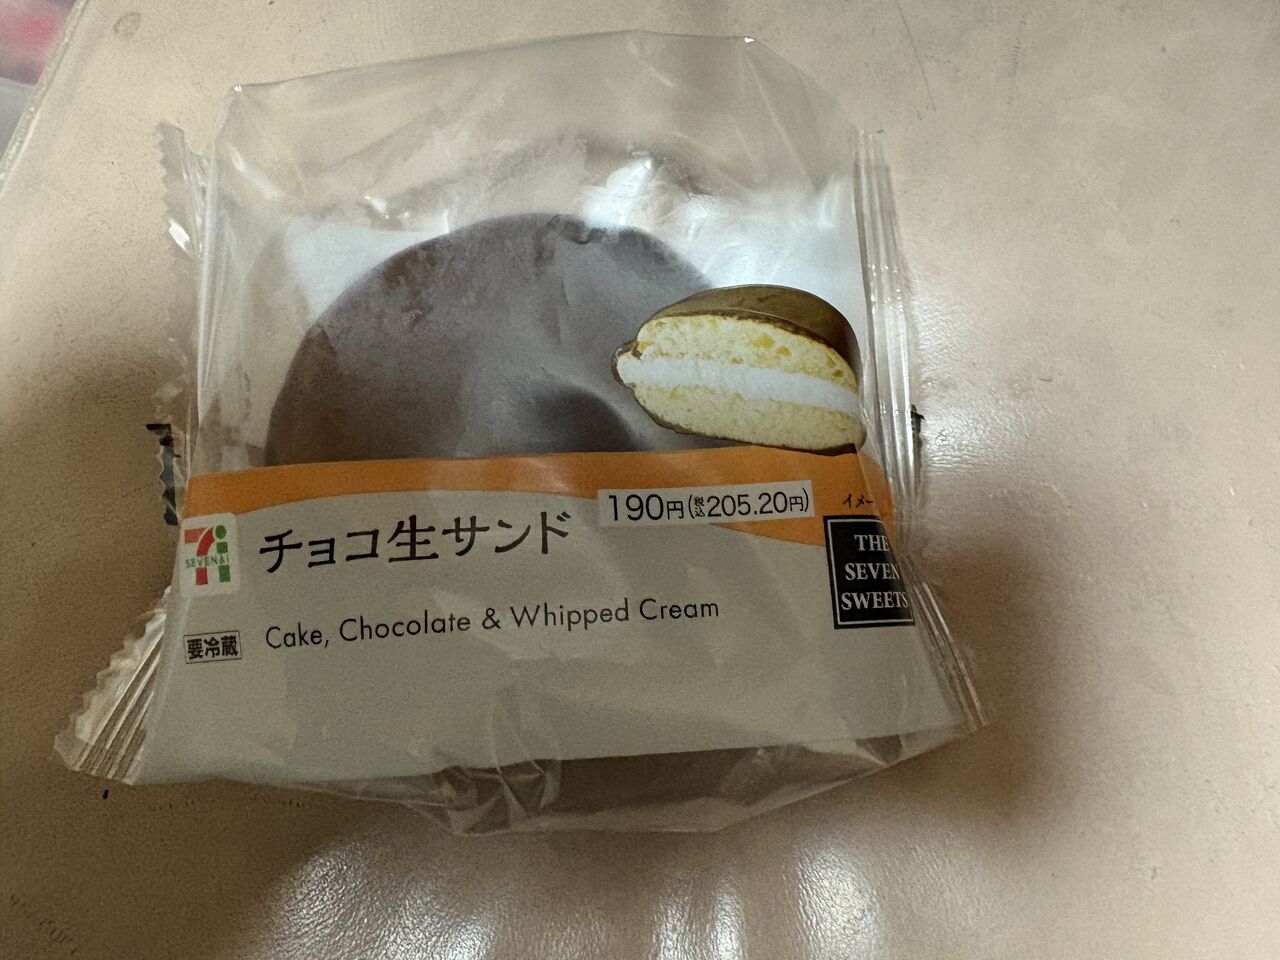 190円(税込205.20円)
イメー
SEVEN&i
チョコ生サンド
THE
SEVEN
SWEETS
Cake, Chocolate & Whipped Cream
要冷蔵